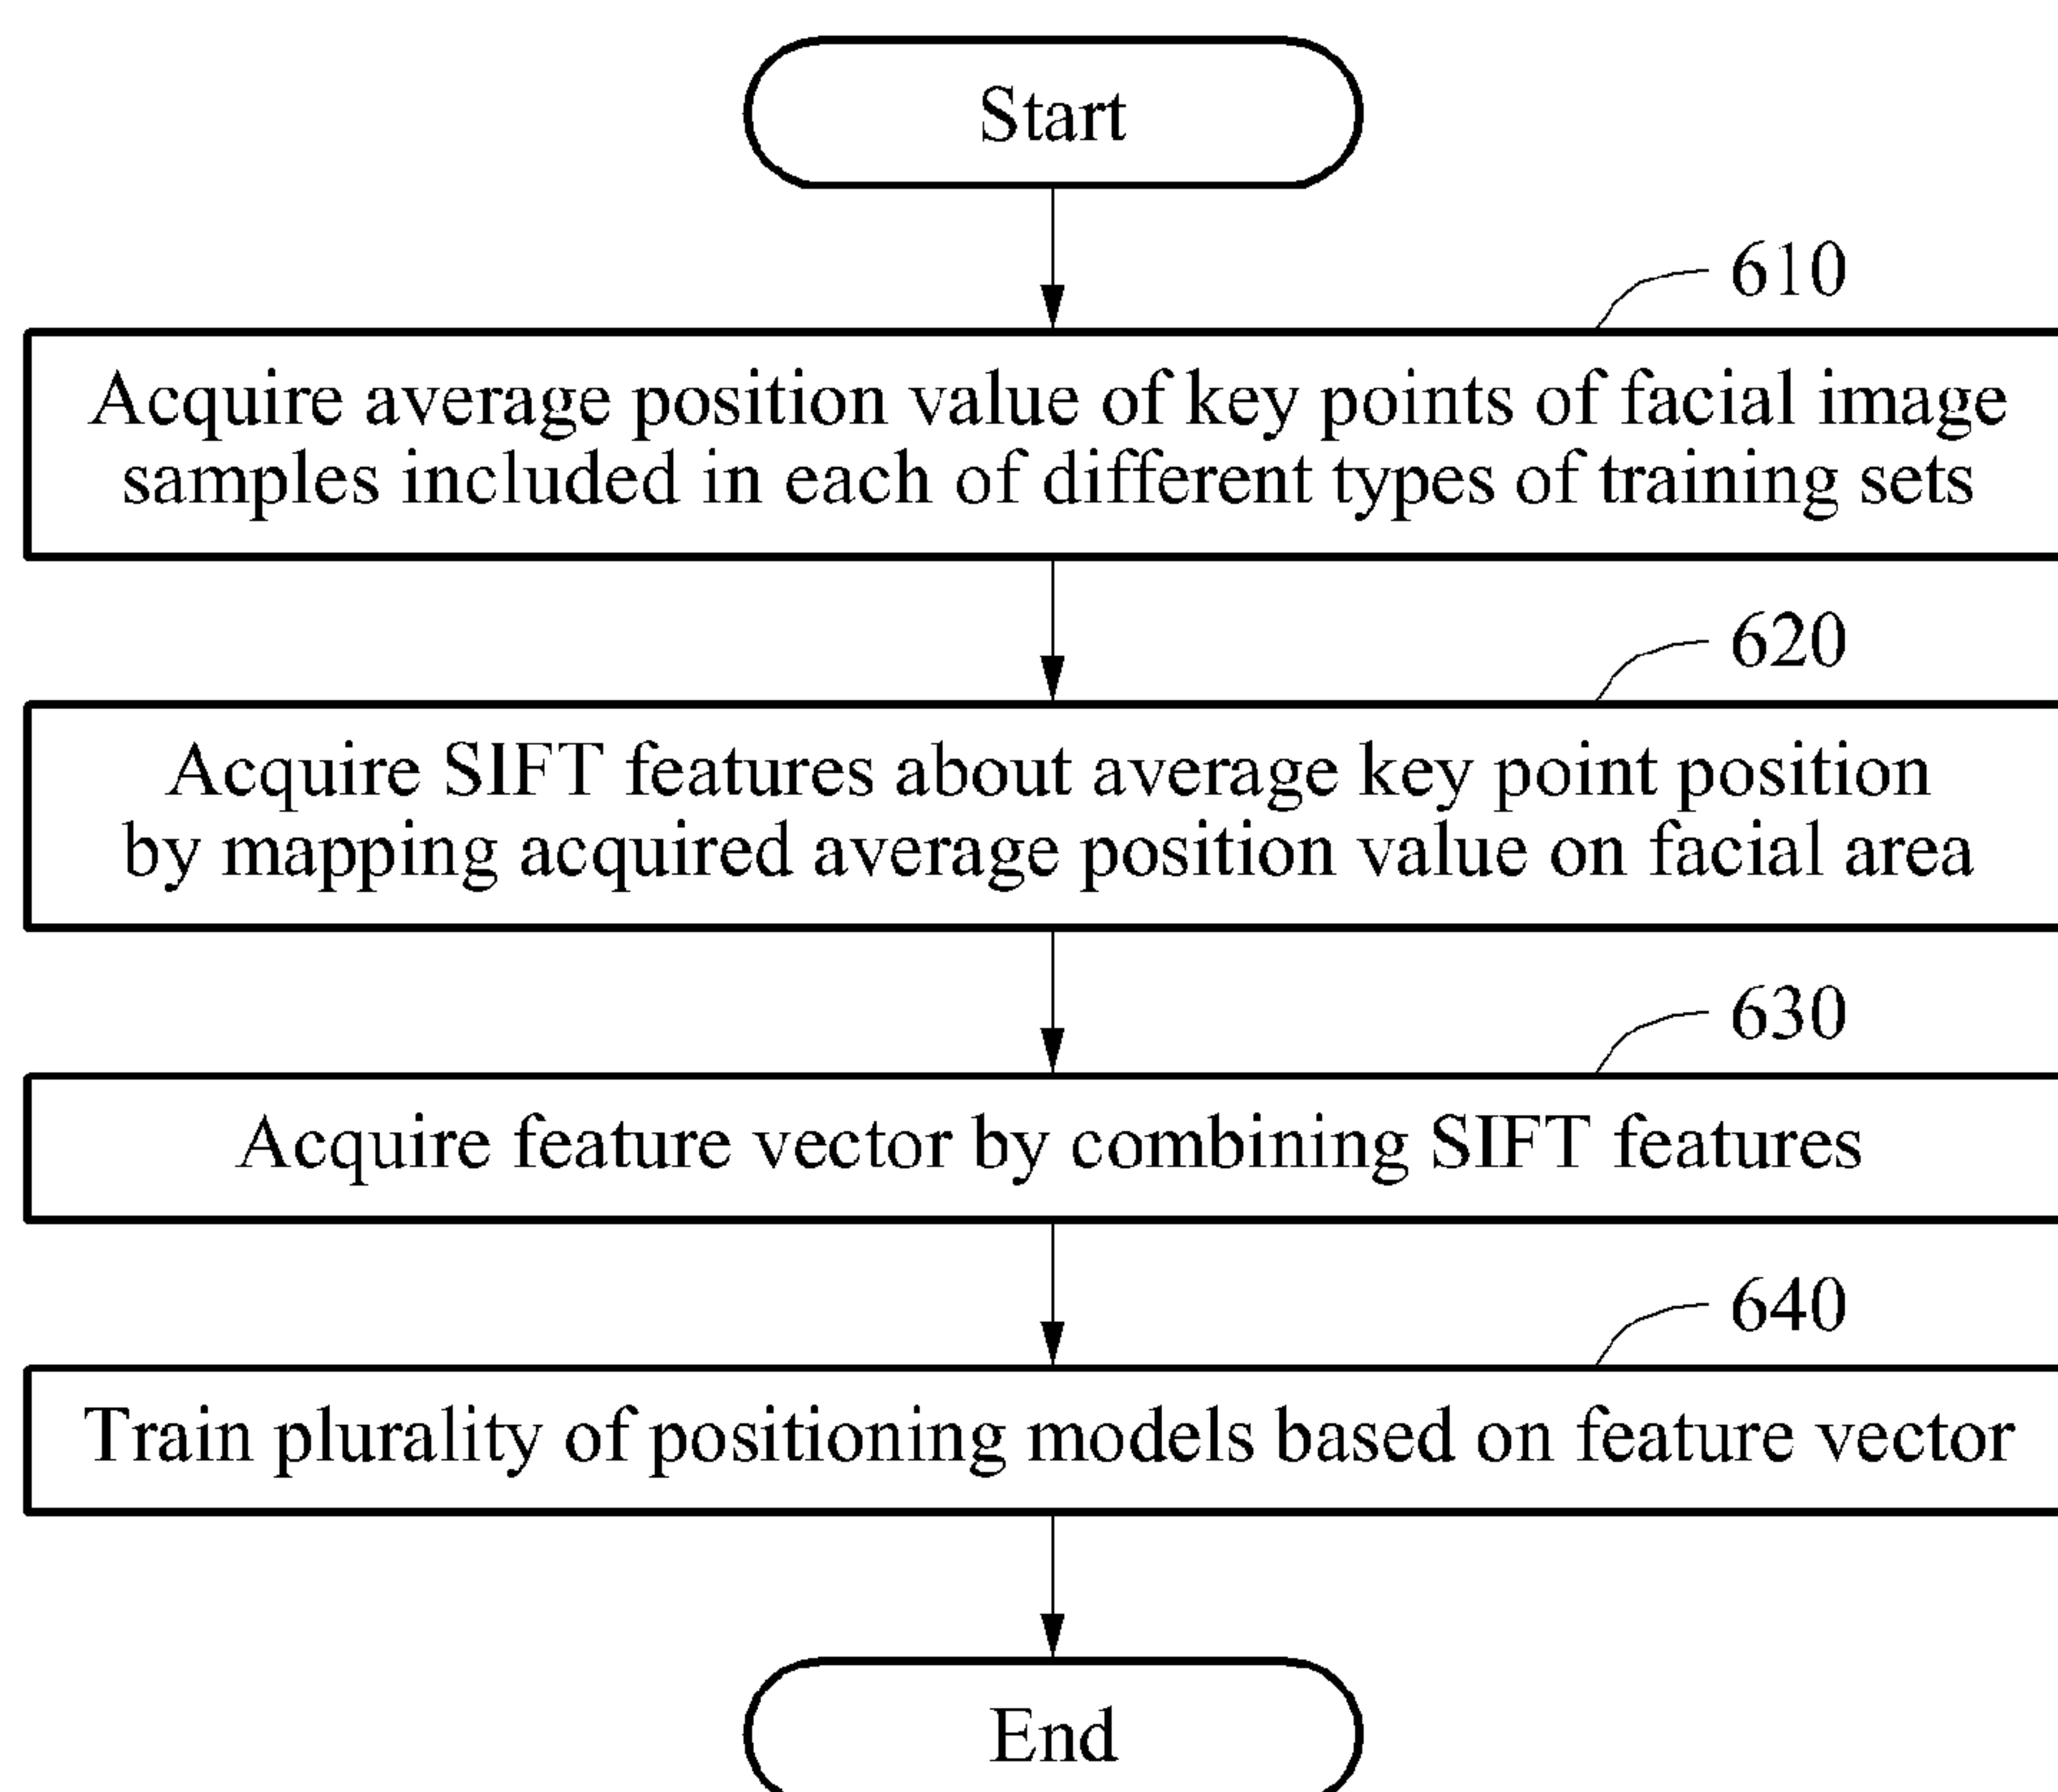 Start
610
Acquire average position value of key points of facial image
samples included in each of different types of training sets
620
Acquire SIFT features about average key point position
by mapping acquired average position value on facial area
630
Acquire feature vector by combining SIFT features
640
Train plurality of positioning models based on feature vector
End